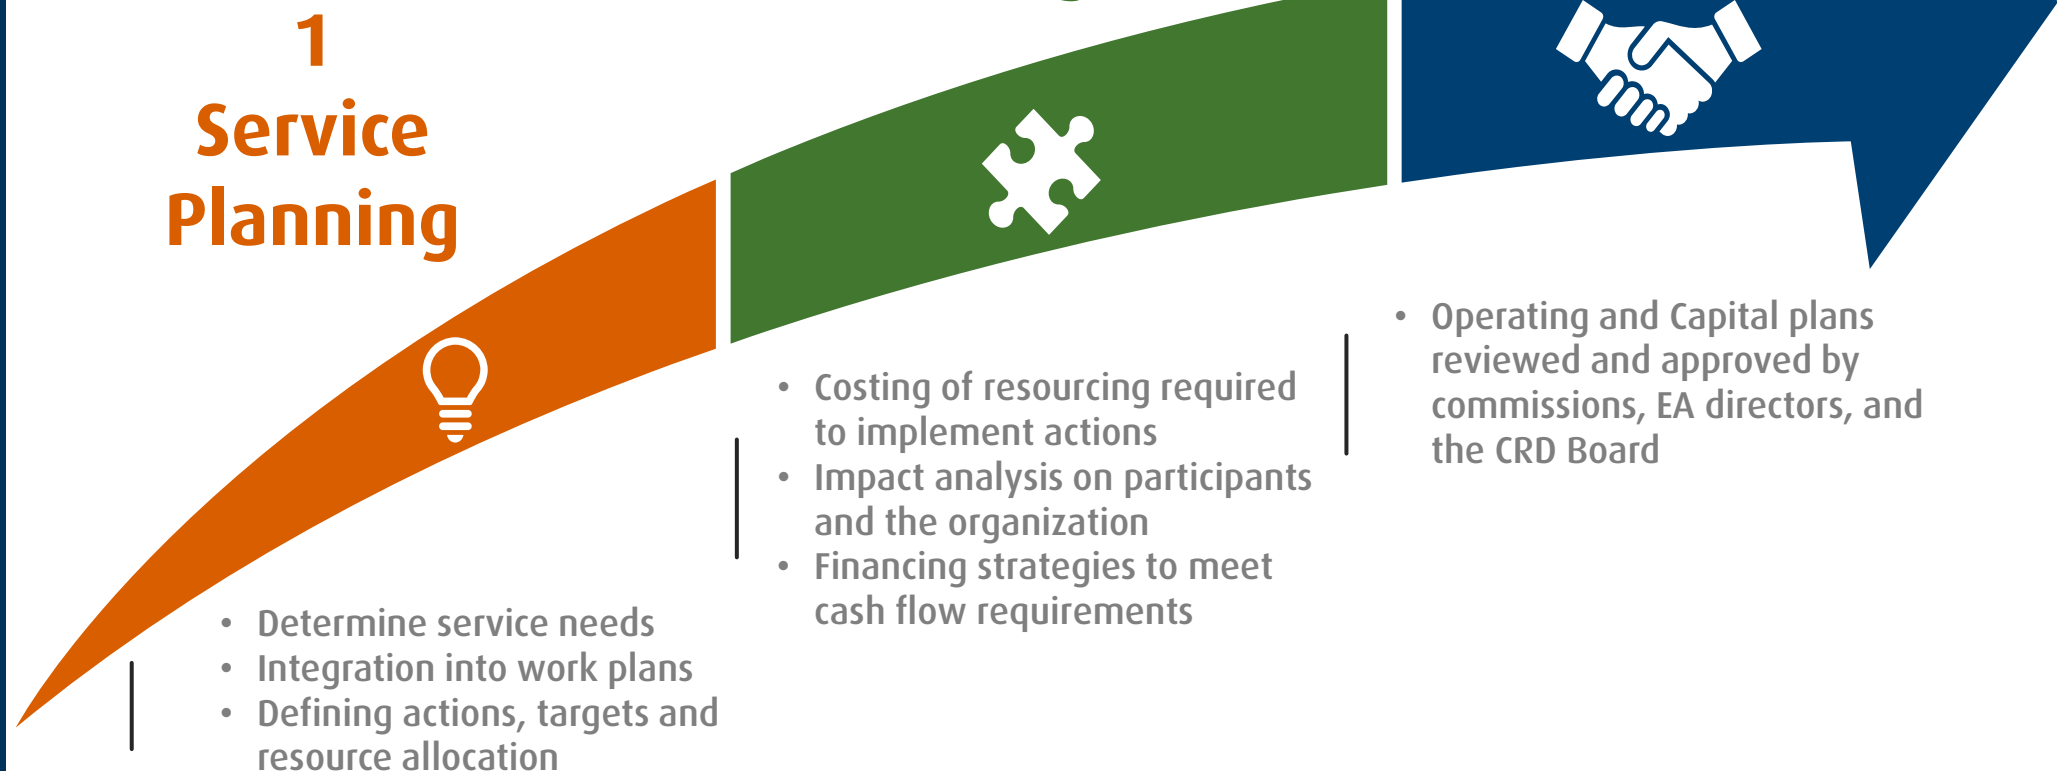 1
Service
Planning
• Operating and Capital plans
reviewed and approved by
commissions, EA directors, and
the CRD Board
• Costing of resourcing required
to implement actions
• Impact analysis on participants
and the organization
• Financing strategies to meet
cash flow requirements
• Determine service needs
• Integration into work plans
• Defining actions, targets and
resource allocation